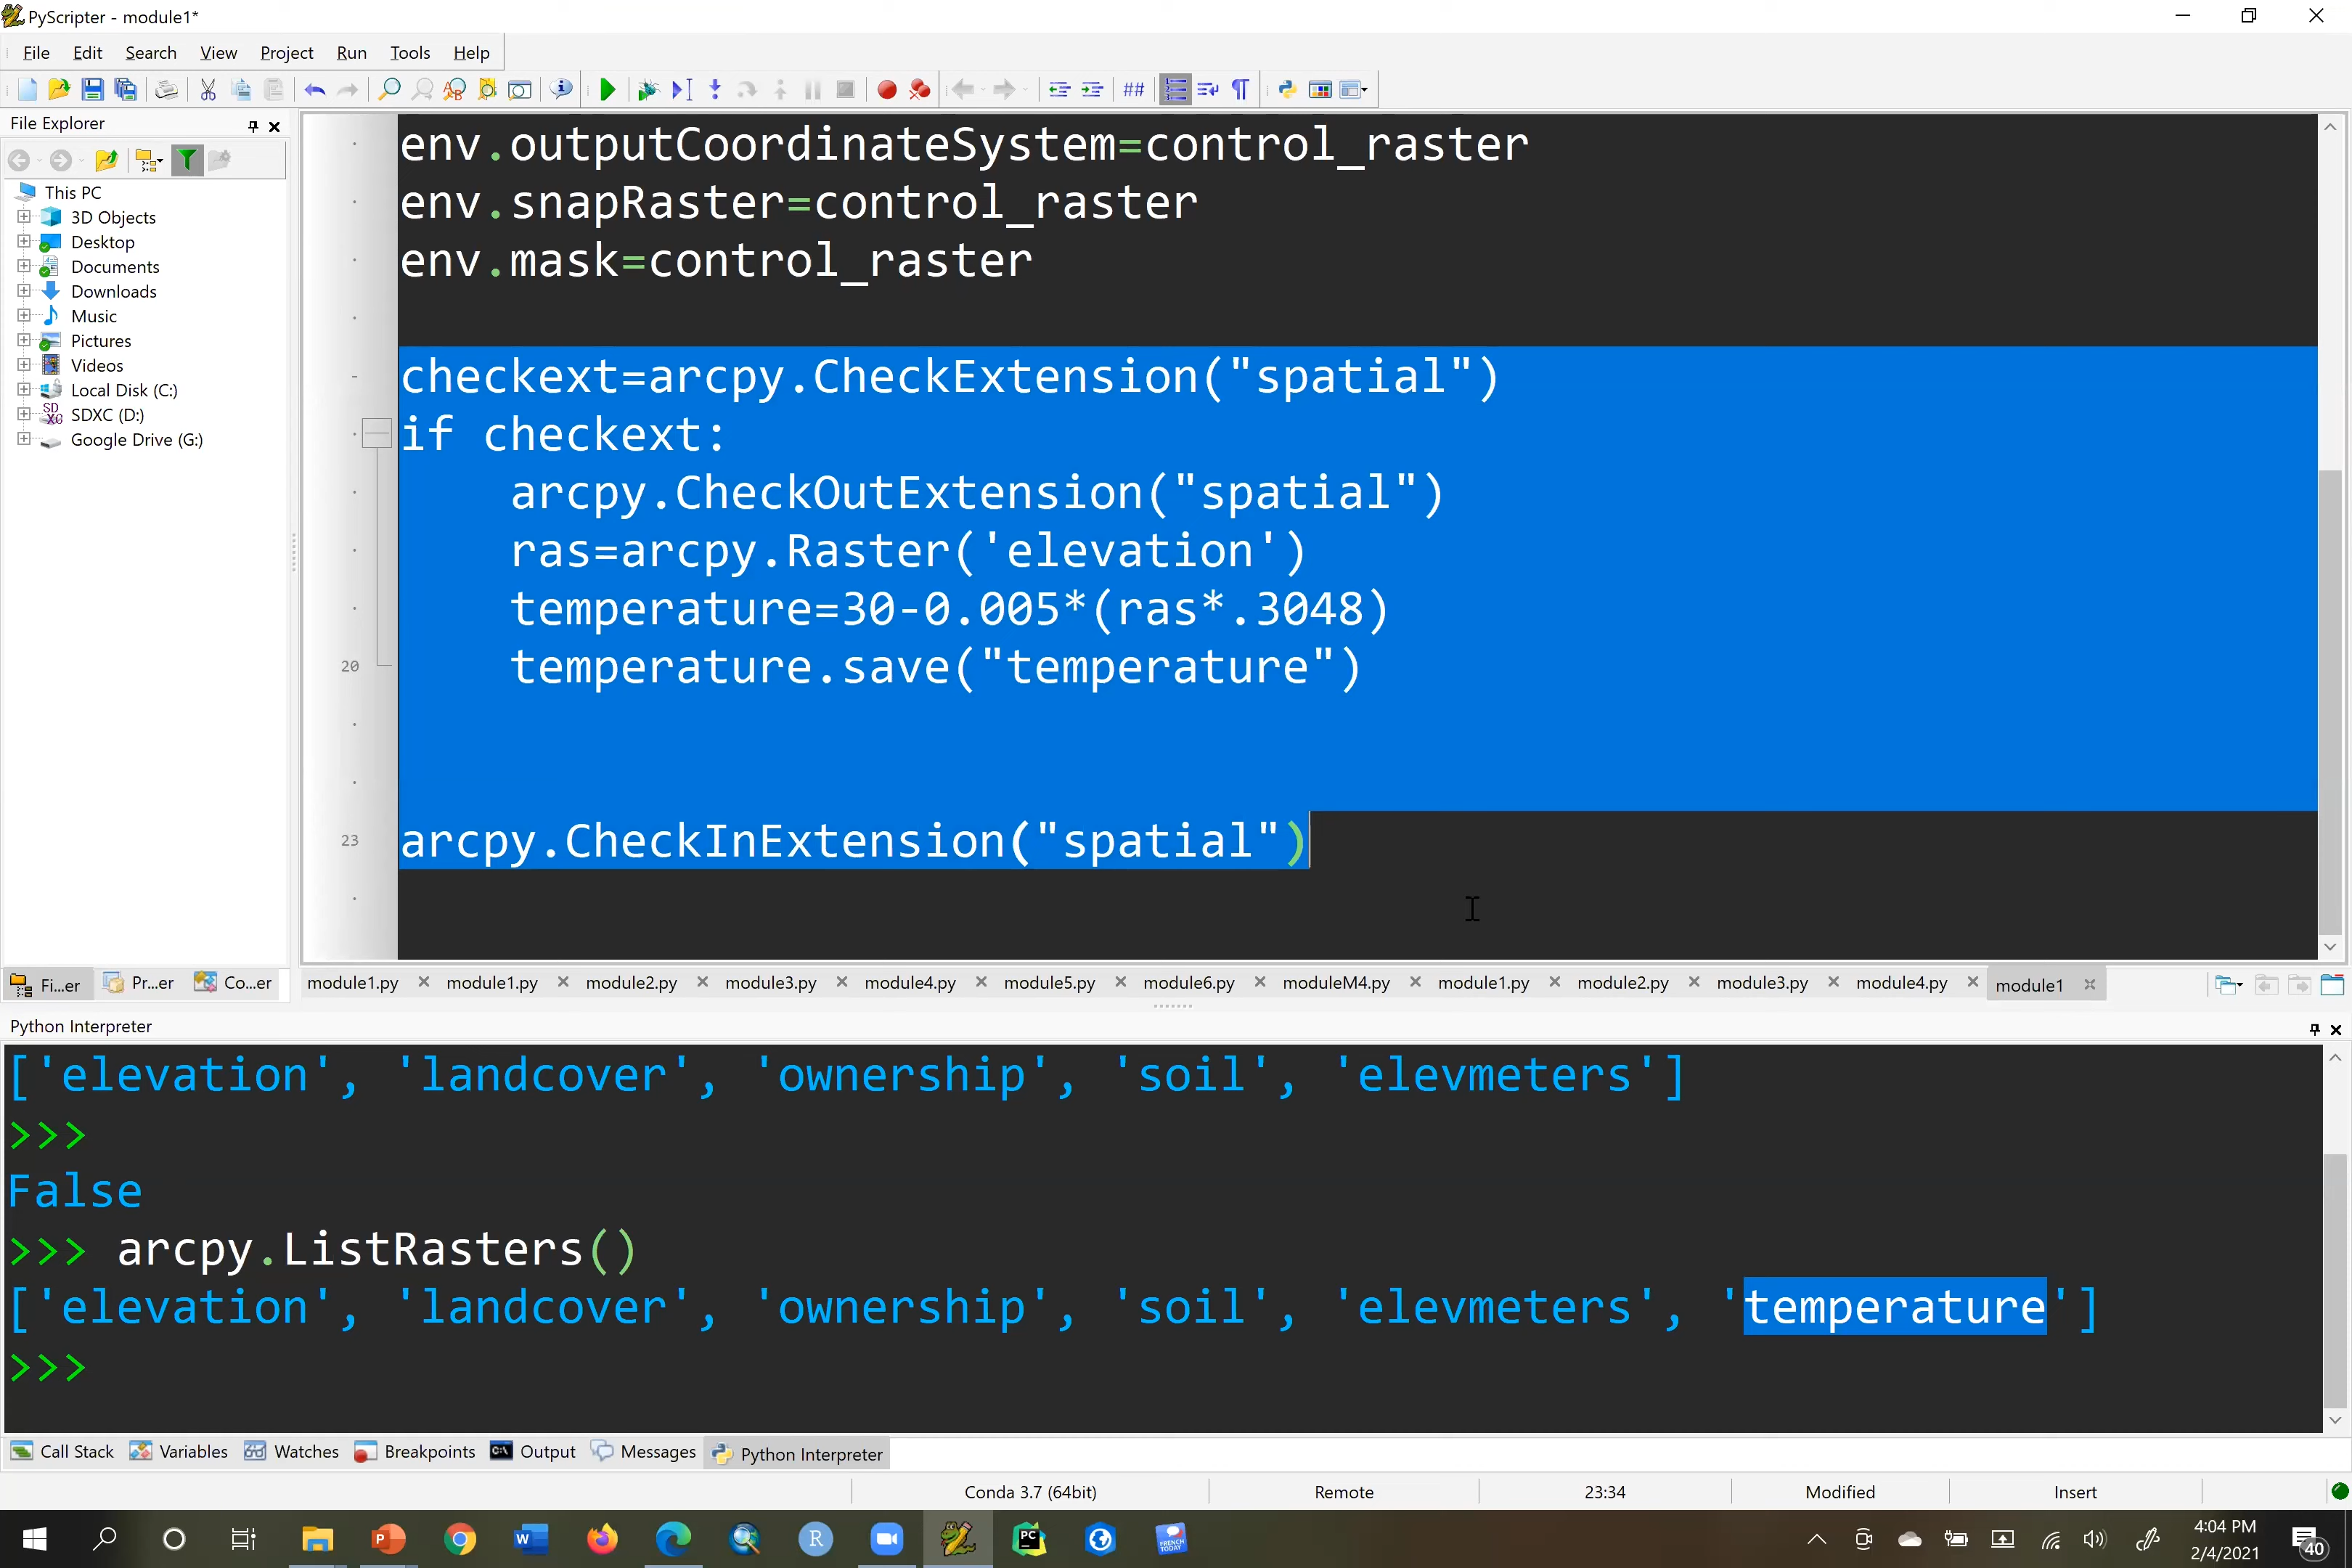 PyScripter - module1*
File Edit Search View Project Run Tools Help
File Explorer
This PC
3D Objects
Desktop
Documents
Downloads
Music
Pictures
Videos
Local Disk (C:)
SDXC (D:)
Google Drive (G:)
Fi...er Pr...er Co...er
env.outputCoordinateSystem=control_raster
env.snapRaster=control_raster
env.mask=control_raster
checkext=arcpy.CheckExtension("spatial")
if checkext:
arcpy.CheckOutExtension("spatial")
ras=arcpy.Raster('elevation')
temperature=30-0.005*(ras*.3048)
20 temperature.save("temperature")
23 arcpy.CheckInExtension("spatial")
module1.py module1.py module2.py module3.py module4.py module5.py module6.py moduleM4.py module1.py module2.py module3.py module4.py module1
Python Interpreter
['elevation', 'landcover', 'ownership', 'soil', 'elevmeters']
>>>
False
>>> arcpy.ListRasters()
['elevation', 'landcover', 'ownership', 'soil', 'elevmeters', 'temperature']
>>>
Call Stack Variables Watches Breakpoints Output Messages Python Interpreter
Conda 3.7 (64bit) Remote 23:34 Modified Insert
4:04 PM
2/4/2021
40